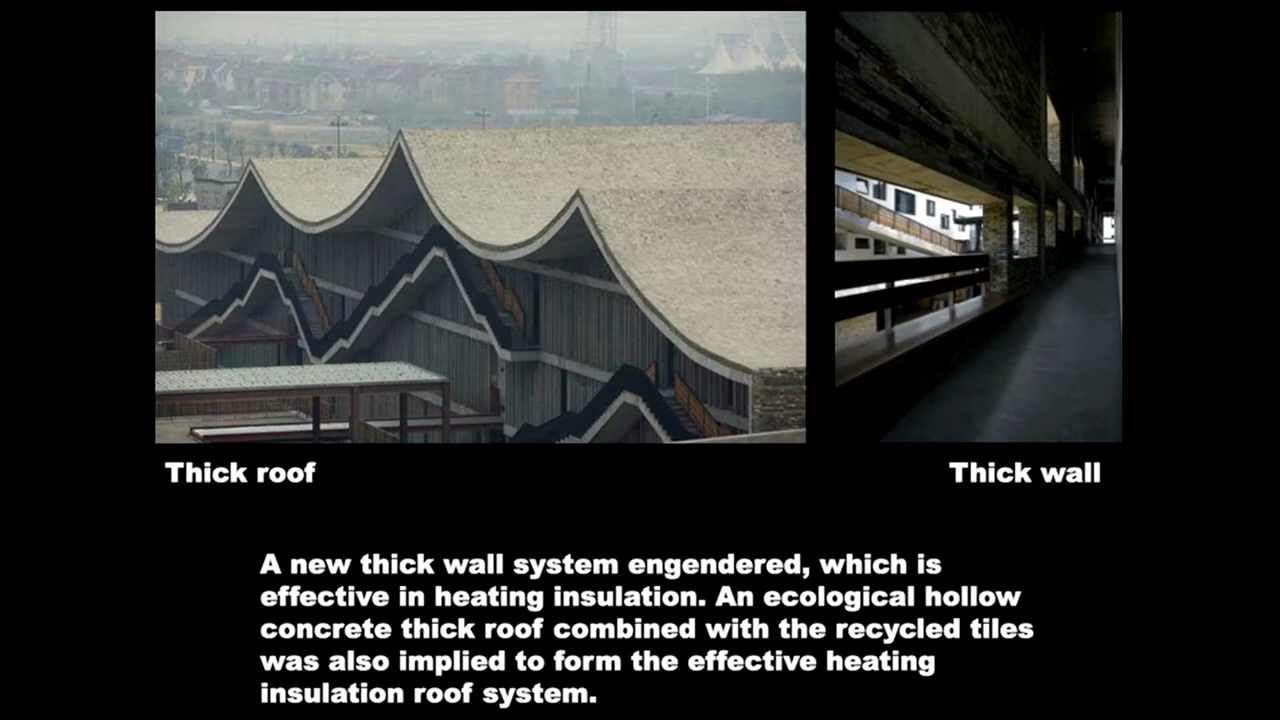 Thick roof
Thick wall
A new thick wall system engendered, which is
effective in heating insulation. An ecological hollow
concrete thick roof combined with the recycled tiles
was also implied to form the effective heating
insulation roof system.